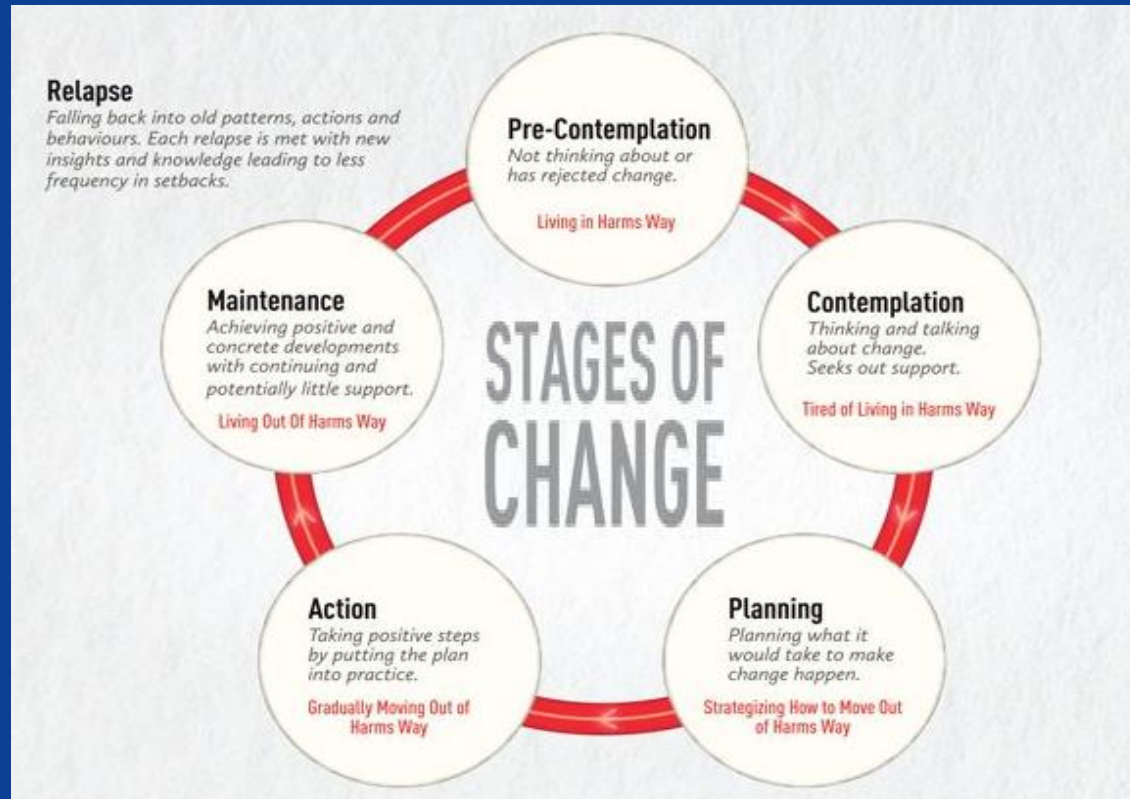 Relapse
Falling back into old patterns, actions and
behaviours. Each relapse is met with new
insights and knowledge leading to less
frequency in setbacks.
Pre-Contemplation
Not thinking about or
has rejected change.
Living in Harms Way
Contemplation
Thinking and talking
about change.
Seeks out support.
Tired of Living in Harms Way
Planning
Planning what it
would take to make
change happen.
Strategizing How to Move Out
of Harms Way
Action
Taking positive steps
by putting the plan
into practice.
Gradually Moving Out of
Harms Way
Maintenance
Achieving positive and
concrete developments
with continuing and
potentially little support.
Living Out Of Harms Way
STAGES OF
CHANGE